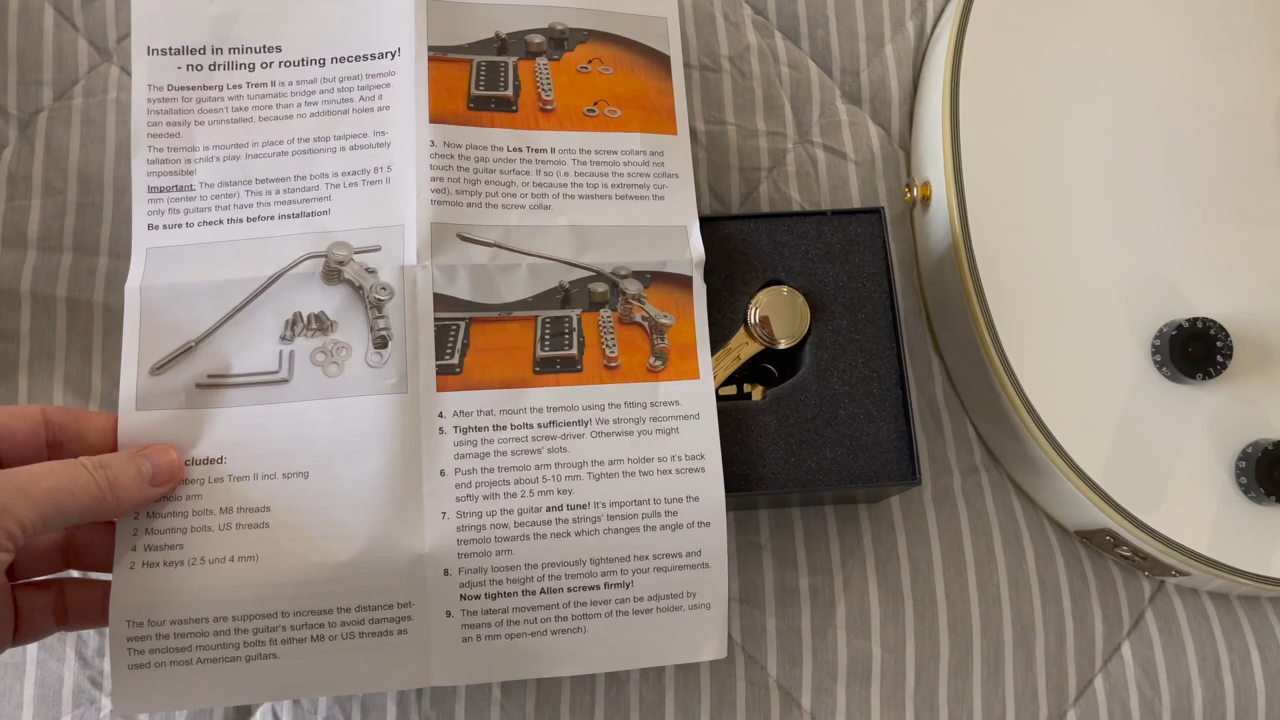 Installed in minutes
- no drilling or routing necessary!
The Duesenberg Les Trem II is a small (but great) tremolo
system for guitars with tunamatic bridge and stop tailpiece.
Installation doesn't take more than a few minutes. And it
can easily be uninstalled, because no additional holes are
needed.
The tremolo is mounted in place of the stop tailpiece. Ins-
tallation is child's play. Inaccurate positioning is absolutely
impossible!
Important: The distance between the bolts is exactly 81.5
mm (center to center). This is a standard. The Les Trem II
only fits guitars that have this measurement.
Be sure to check this before installation!
cluded:
nberg Les Trem II incl. spring
molo arm
2 Mounting bolts, M8 threads
2 Mounting bolts, US threads
4 Washers
2 Hex keys (2.5 und 4 mm)
The four washers are supposed to increase the distance bet-
ween the tremolo and the guitar's surface to avoid damages.
The enclosed mounting bolts fit either M8 or US threads as
used on most American guitars.
3. Now place the Les Trem II onto the screw collars and
check the gap under the tremolo. The tremolo should not
touch the guitar surface. If so (i.e. because the screw collars
are not high enough, or because the top is extremely cur-
ved), simply put one or both of the washers between the
tremolo and the screw collar.
4. After that, mount the tremolo using the fitting screws.
5. Tighten the bolts sufficiently! We strongly recommend
using the correct screw-driver. Otherwise you might
damage the screws' slots.
6. Push the tremolo arm through the arm holder so it's back
end projects about 5-10 mm. Tighten the two hex screws
softly with the 2.5 mm key.
7. String up the guitar and tune! It's important to tune the
strings now, because the strings' tension pulls the
tremolo towards the neck which changes the angle of the
tremolo arm.
8. Finally loosen the previously tightened hex screws and
adjust the height of the tremolo arm to your requirements.
Now tighten the Allen screws firmly!
9. The lateral movement of the lever can be adjusted by
means of the nut on the bottom of the lever holder, using
an 8 mm open-end wrench).